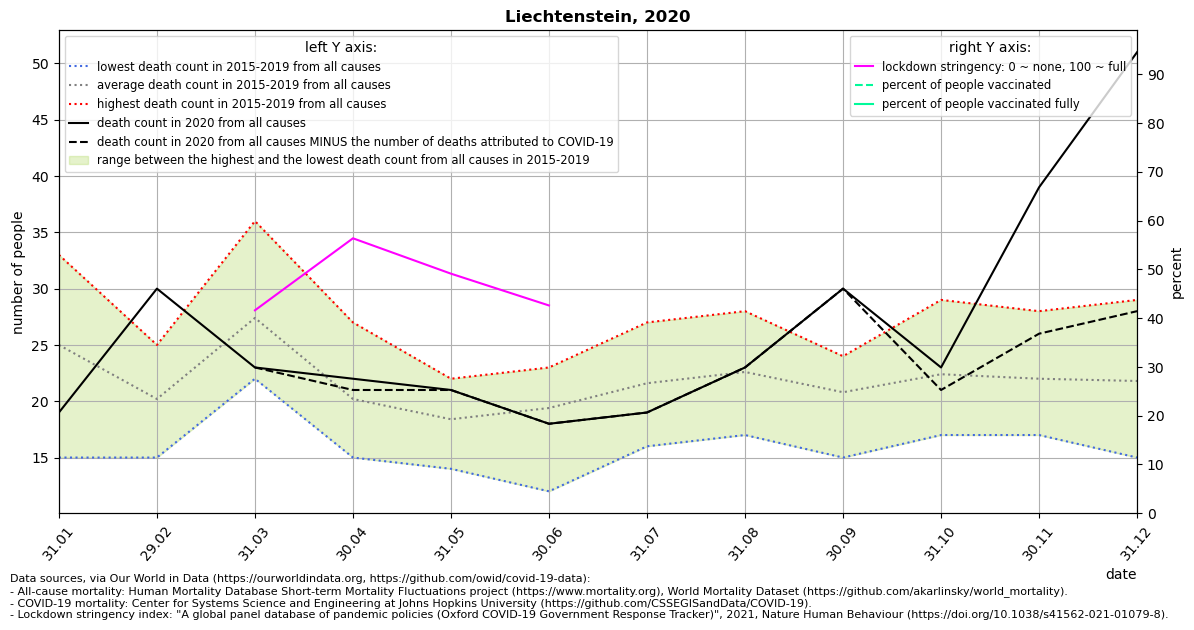 Liechtenstein, 2020
left Y axis:
lowest death count in 2015-2019 from all causes
average death count in 2015-2019 from all causes
highest death count in 2015-2019 from all causes
death count in 2020 from all causes
death count in 2020 from all causes MINUS the number of deaths attributed to COVID-19
range between the highest and the lowest death count from all causes in 2015-2019
right Y axis:
lockdown stringency: 0 ~ none, 100 ~ full
percent of people vaccinated
percent of people vaccinated fully
number of people
50
45
40
35
30
25
20
15
percent
90
80
70
60
50
40
30
20
10
0
31.01 29.02 31.03 30.04 31.05 30.06 31.07 31.08 30.09 31.10 30.11 31.12
date
Data sources, via Our World in Data (https://ourworldindata.org, https://github.com/owid/covid-19-data):
- All-cause mortality: Human Mortality Database Short-term Mortality Fluctuations project (https://www.mortality.org), World Mortality Dataset (https://github.com/akarlinsky/world_mortality).
- COVID-19 mortality: Center for Systems Science and Engineering at Johns Hopkins University (https://github.com/CSSEGISandData/COVID-19).
- Lockdown stringency index: "A global panel database of pandemic policies (Oxford COVID-19 Government Response Tracker)", 2021, Nature Human Behaviour (https://doi.org/10.1038/s41562-021-01079-8).